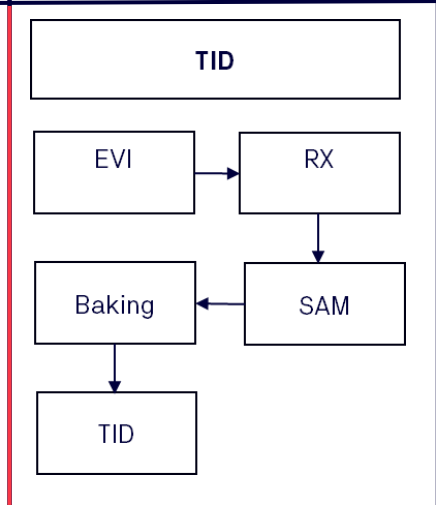 TID
EVI
RX
SAM
Baking
TID